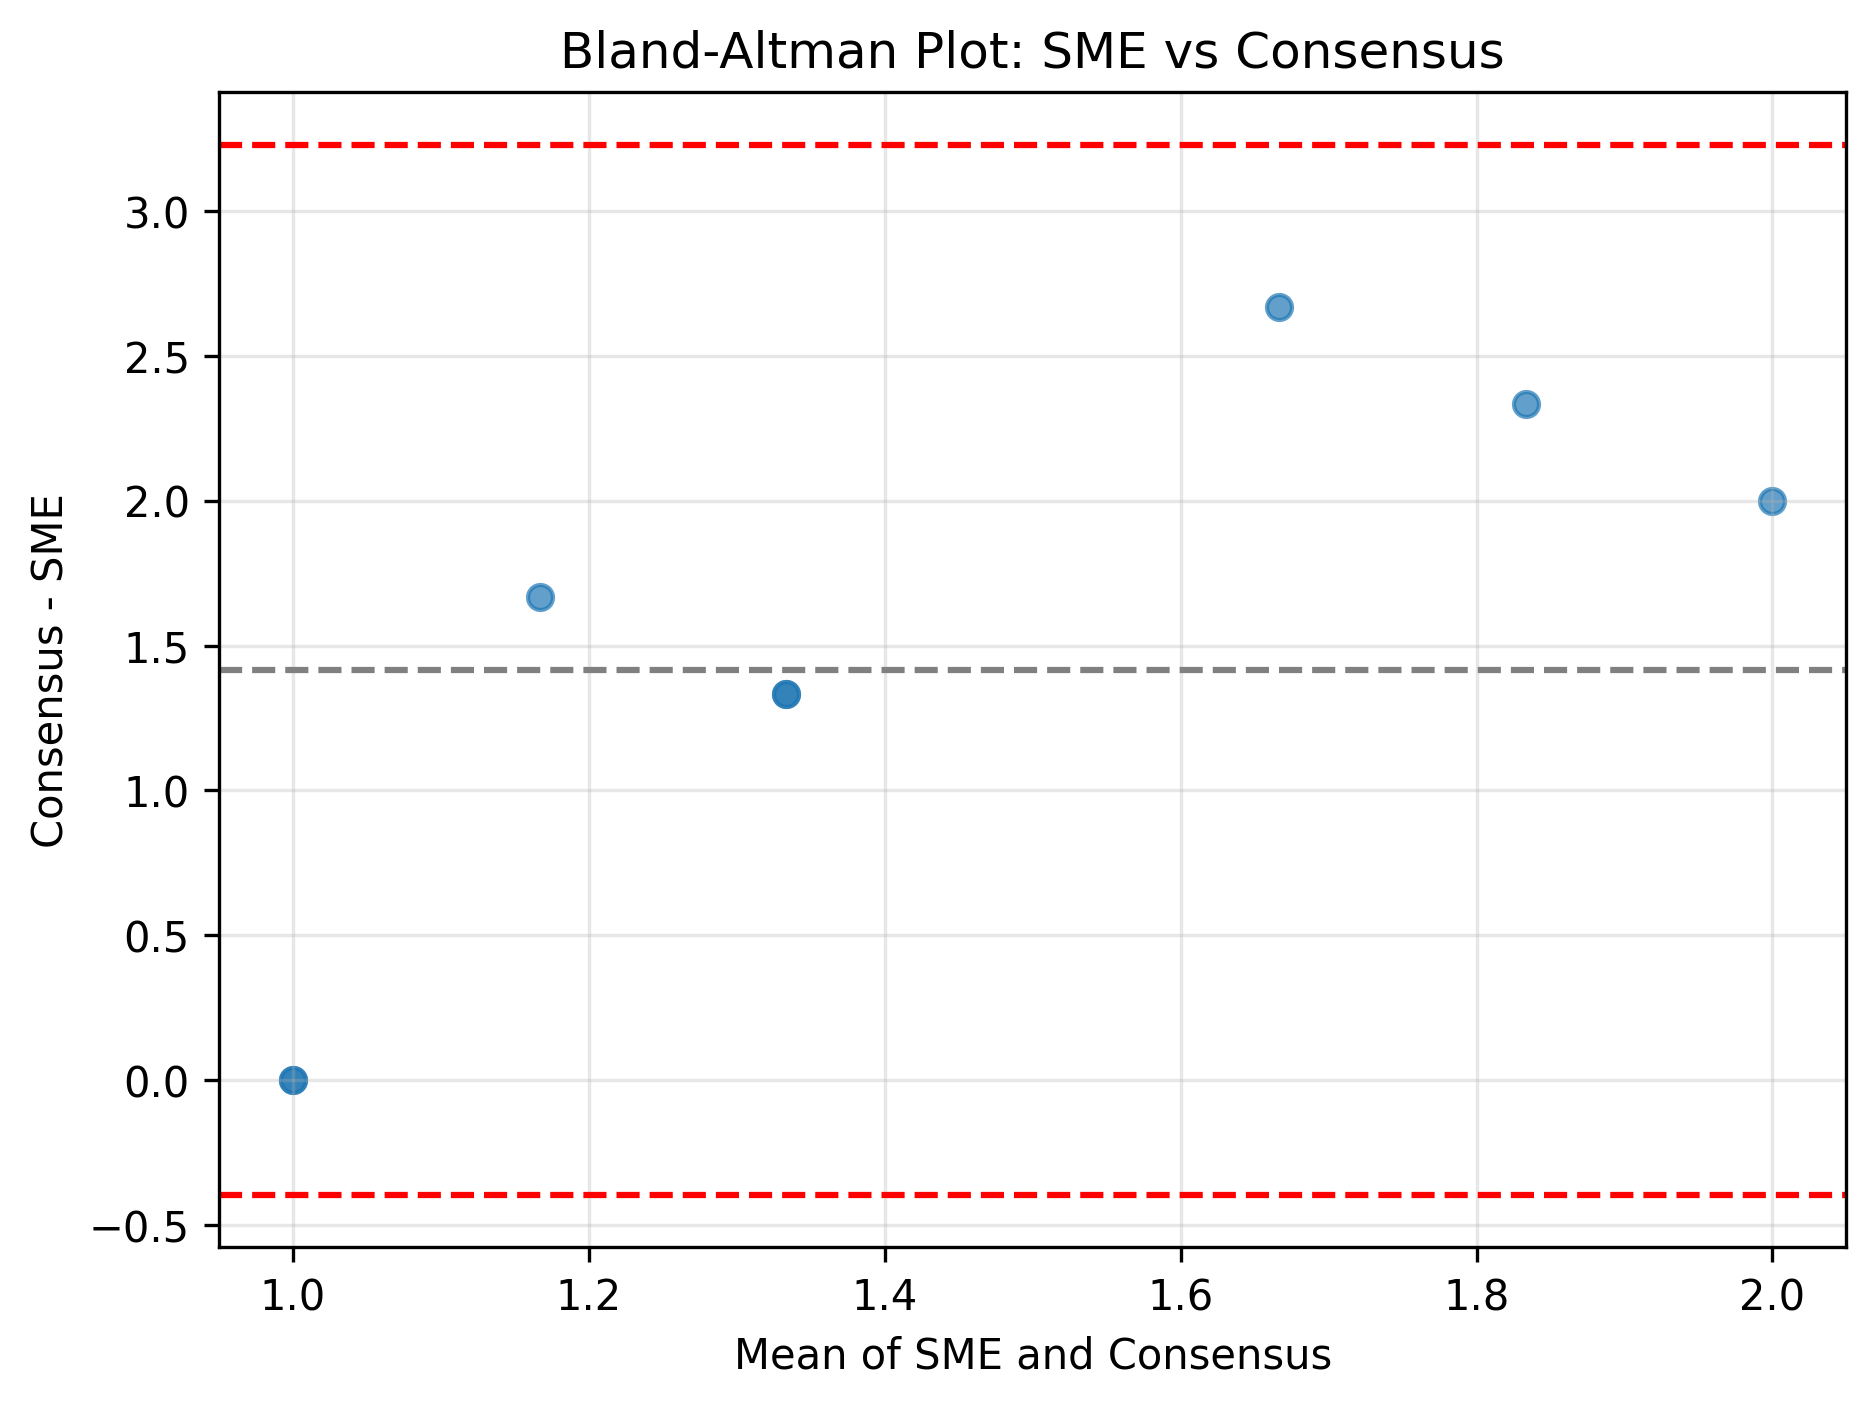 Bland-Altman Plot: SME vs Consensus
Consensus - SME
3.0
2.5
2.0
1.5
1.0
0.5
0.0
−0.5
1.0 1.2 1.4 1.6 1.8 2.0
Mean of SME and Consensus